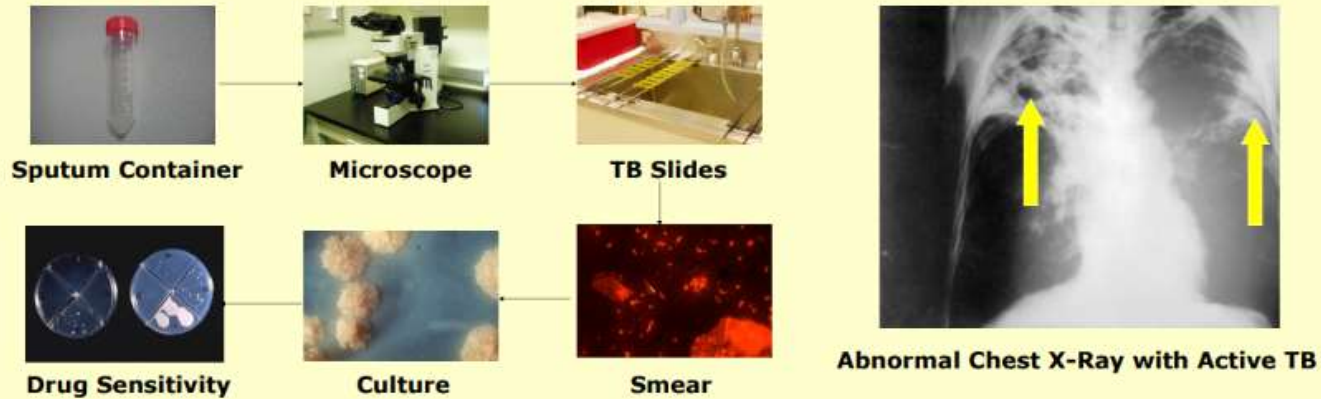 Sputum Container
Microscope
TB Slides
Drug Sensitivity
Culture
Smear
Abnormal Chest X-Ray with Active TB